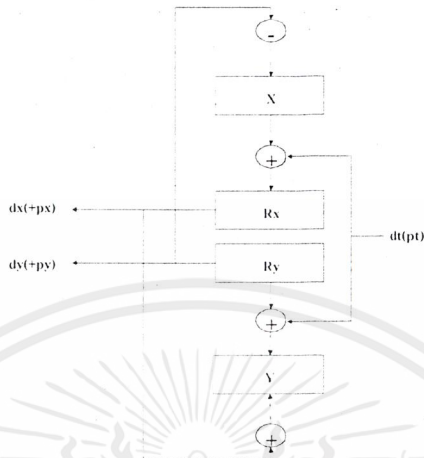 -
X
+
dx(+px)
Rx
dt(pt)
dy(+py)
Ry
+
Y
+